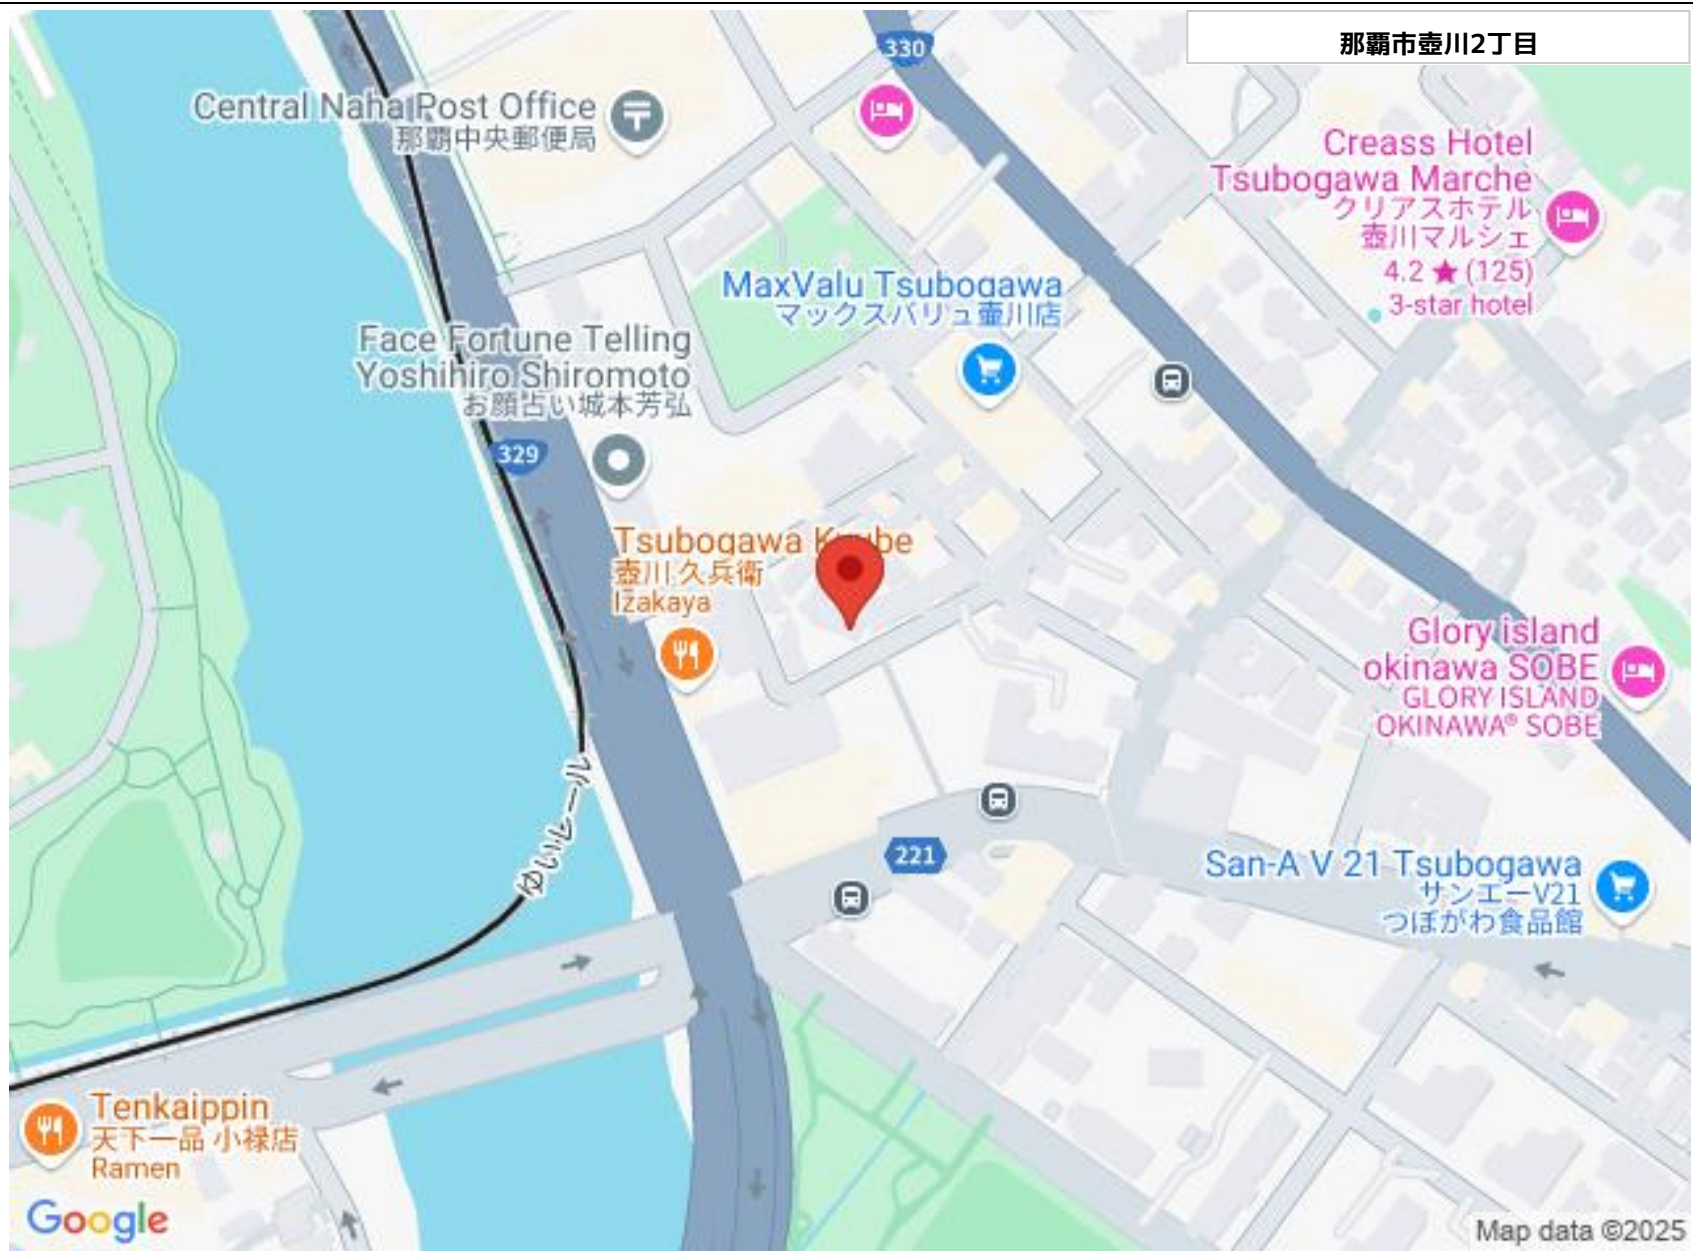 那覇市壺川2丁目
330
Central Naha Post Office
那覇中央郵便局
Creass Hotel
Tsubogawa Marche
クリアスホテル
壺川マルシェ
4.2 ★ (125)
3-star hotel
MaxValu Tsubogawa
マックスバリュ壷川店
Face Fortune Telling
Yoshihiro Shiromoto
お顔占い城本芳弘
329
Tsubogawa
壺川 久兵衛
Izakaya
Glory island
okinawa SOBE
GLORY ISLAND
OKINAWA® SOBE
ゆいレール
221
San-A V 21 Tsubogawa
サンエーV21
つぼがわ食品館
Tenkaippin
天下一品 小禄店
Ramen
Google
Map data ©2025